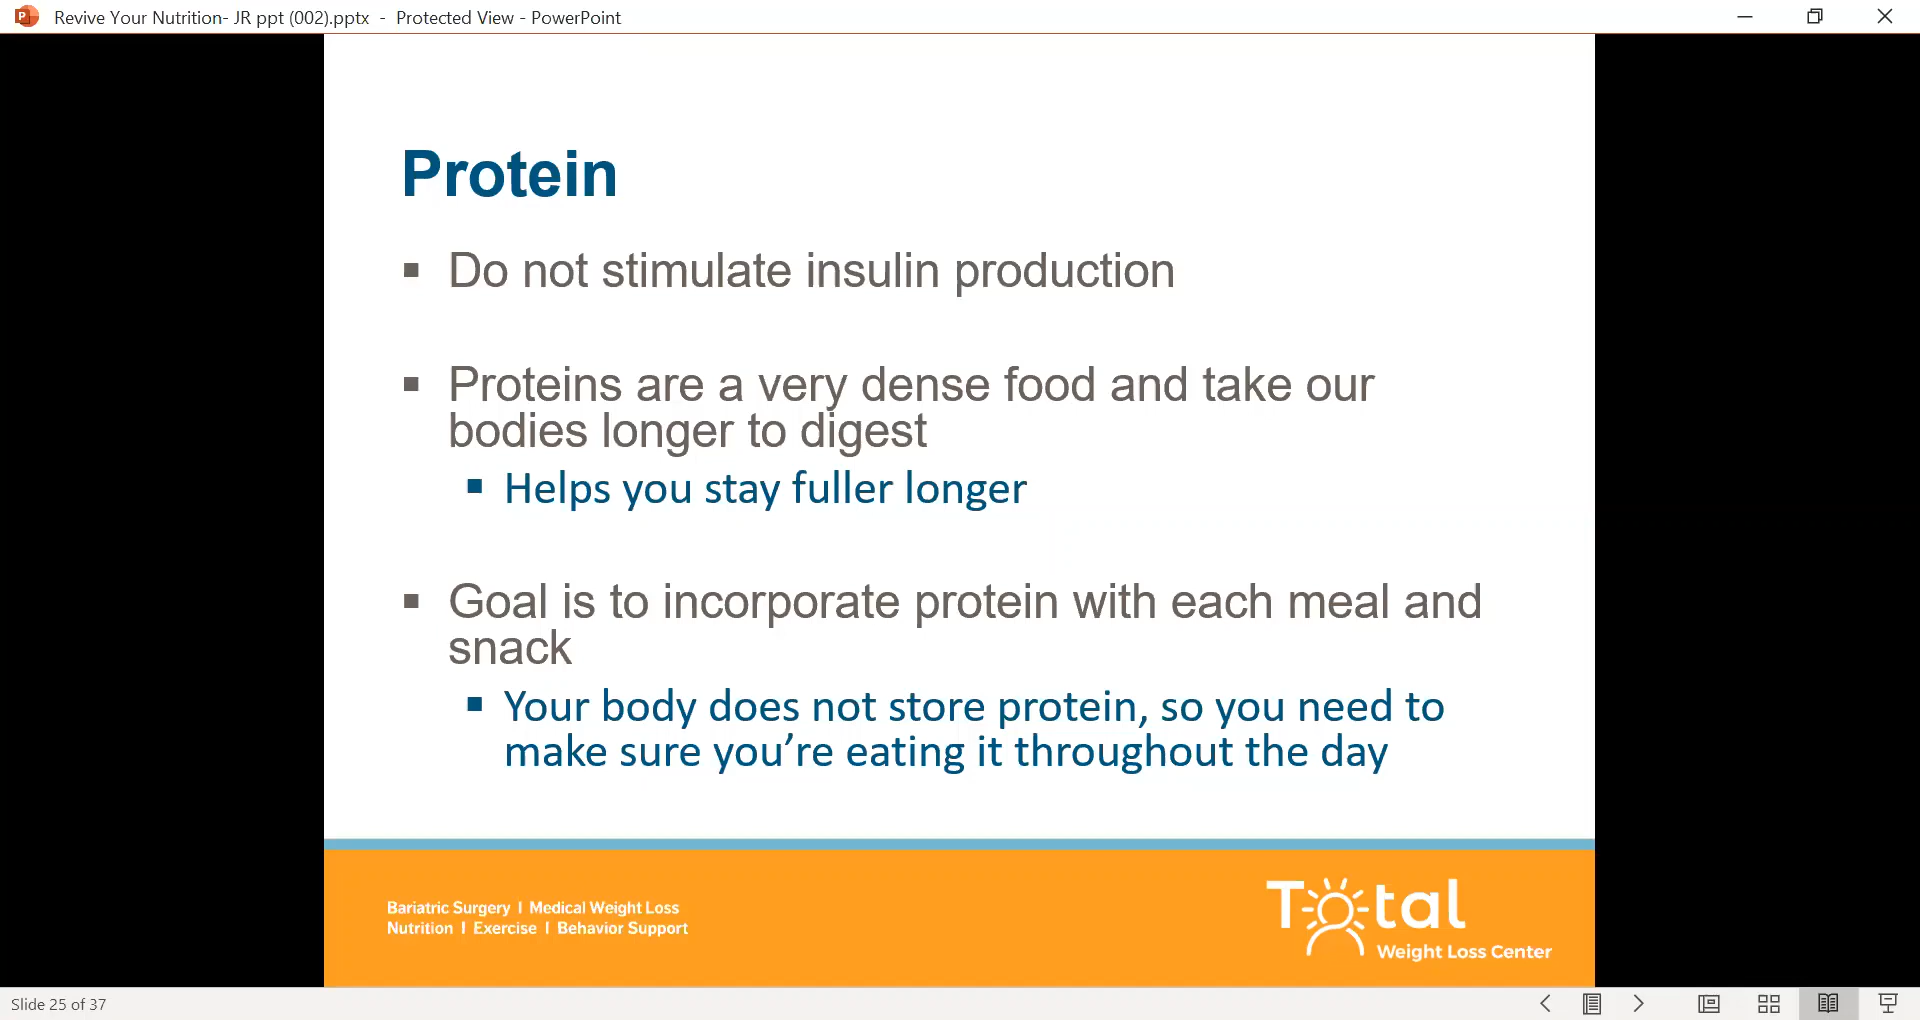 Revive Your Nutrition- JR ppt (002).pptx - Protected View - PowerPoint
Protein
▪ Do not stimulate insulin production
▪ Proteins are a very dense food and take our
bodies longer to digest
▪ Helps you stay fuller longer
▪ Goal is to incorporate protein with each meal and
snack
▪ Your body does not store protein, so you need to
make sure you’re eating it throughout the day
Bariatric Surgery | Medical Weight Loss
Nutrition | Exercise | Behavior Support
Total
Weight Loss Center
Slide 25 of 37